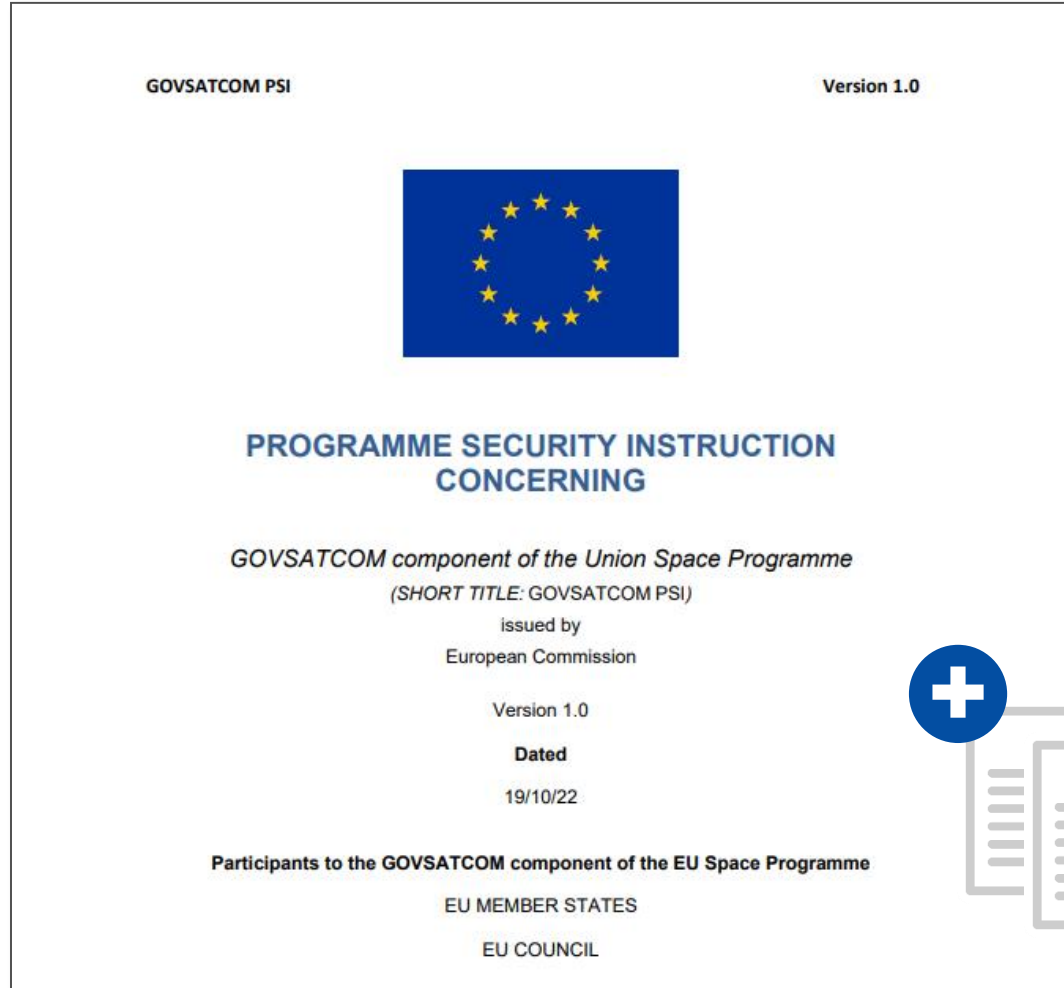 GOVSATCOM PSI Version 1.0
PROGRAMME SECURITY INSTRUCTION
CONCERNING
GOVSATCOM component of the Union Space Programme
(SHORT TITLE: GOVSATCOM PSI)
issued by
European Commission
Version 1.0
Dated
19/10/22
Participants to the GOVSATCOM component of the EU Space Programme
EU MEMBER STATES
EU COUNCIL